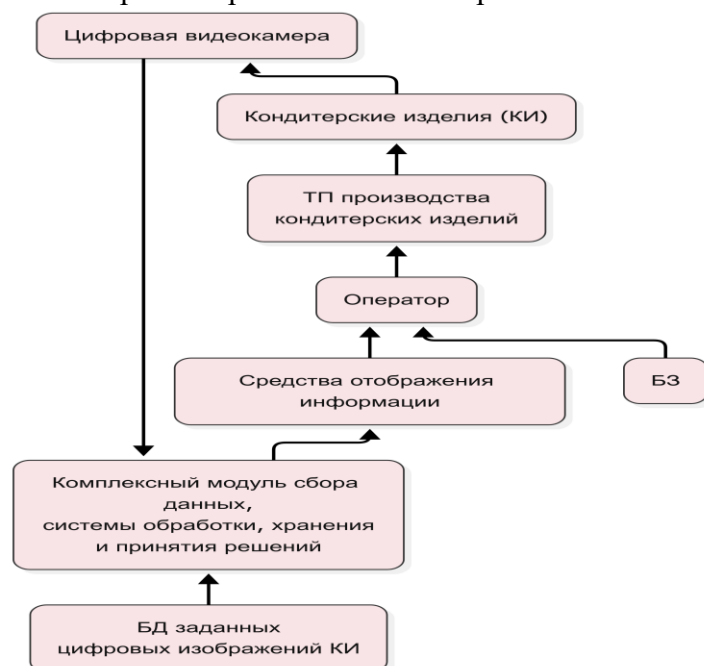 Цифровая видеокамера
Кондитерские изделия (КИ)
ТП производства
кондитерских изделий
Оператор
Средства отображения
информации
БЗ
Комплексный модуль сбора
данных,
системы обработки, хранения
и принятия решений
БД заданных
цифровых изображений КИ